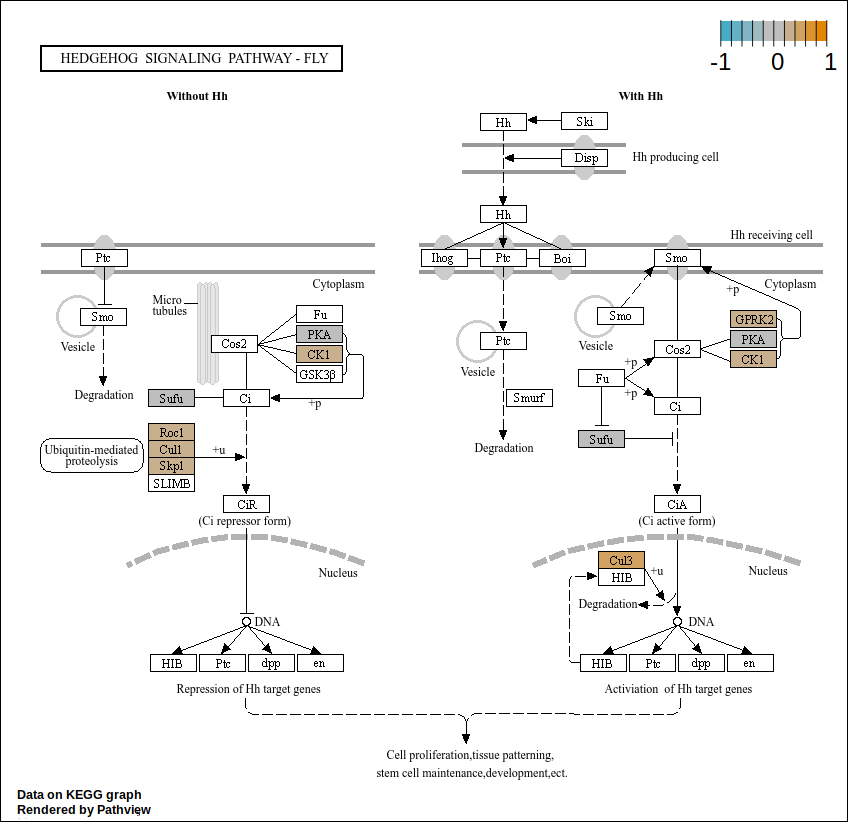 -1 0 1
HEDGEHOG SIGNALING PATHWAY - FLY
Without Hh
With Hh
Hh
Ski
Disp
Hh producing cell
Hh
Hh receiving cell
Ptc
Ihog
Ptc
Boi
Smo
Cytoplasm
Cytoplasm
+p
Micro
tubules
Smo
Vesicle
Fu
PKA
CK1
GSK3β
Cos2
Smo
Vesicle
GPRK2
PKA
CK1
Ptc
Vesicle
Cos2
+p
Fu
+p
Degradation
Sufu
Ci
+p
Smurf
Ci
Roc1
Cul1
Skp1
SLIMB
Ubiquitin-mediated
proteolysis
+u
Degradation
Sufu
CiR
(Ci repressor form)
CiA
(Ci active form)
Nucleus
Cul3
HIB
+u
Nucleus
Degradation
DNA
DNA
HIB
Ptc
dpp
en
HIB
Ptc
dpp
en
Repression of Hh target genes
Activiation of Hh target genes
Cell proliferation,tissue patterning,
stem cell maintenance,development,ect.
Data on KEGG graph
Rendered by Pathview